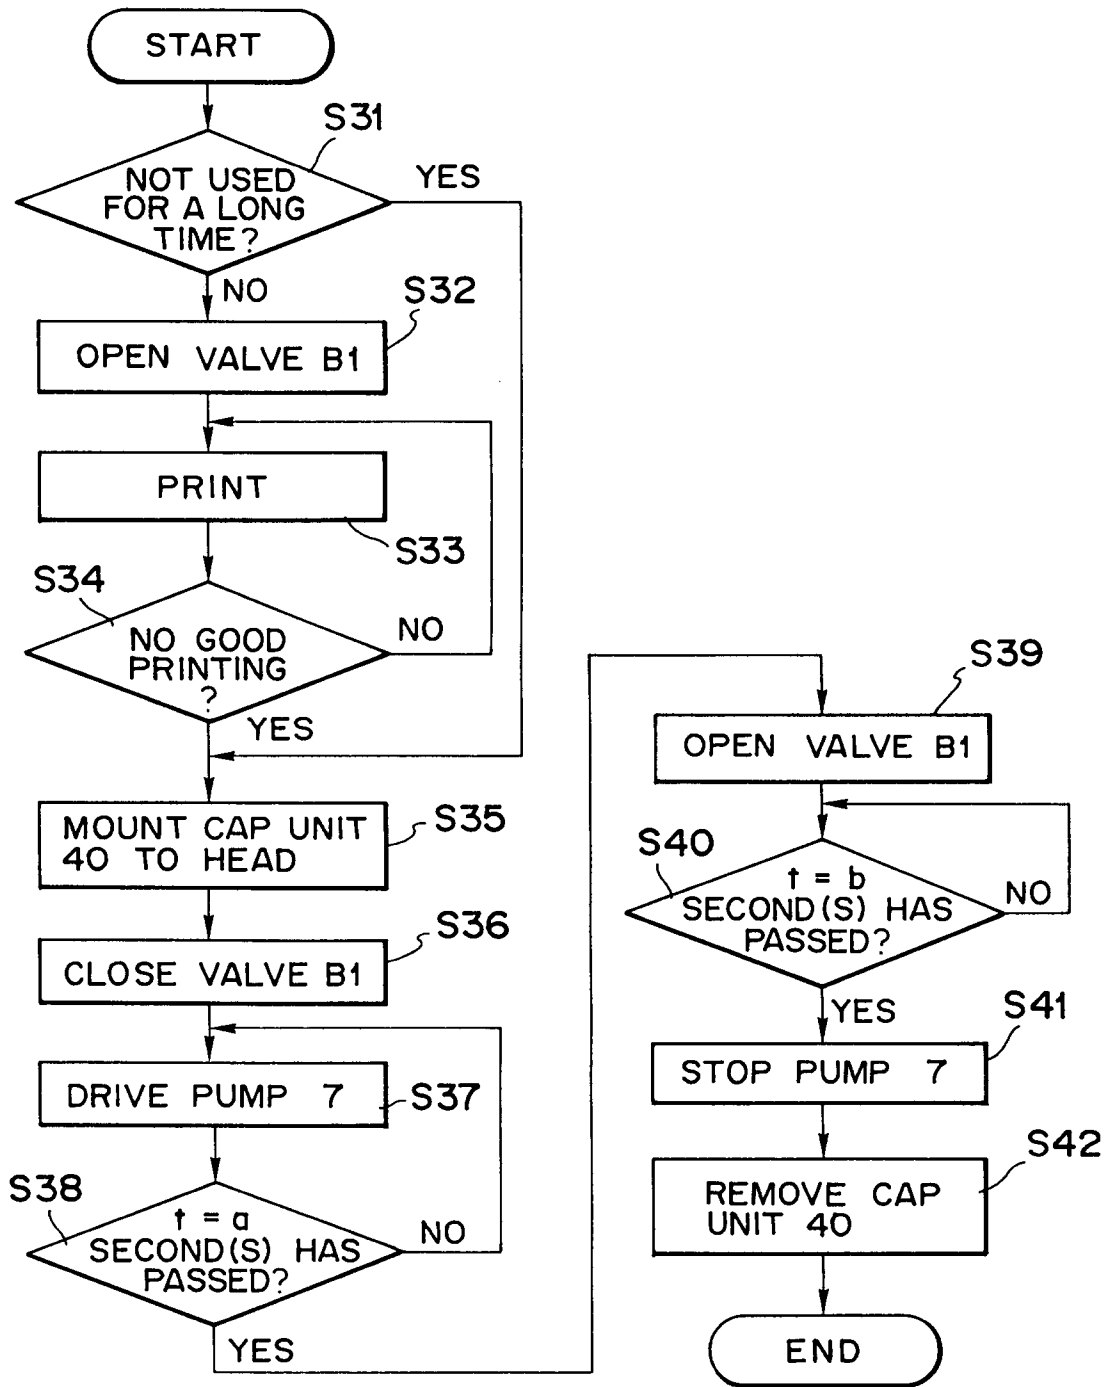 START
S31
NOT USED
FOR A LONG
TIME?
YES
NO
S32
OPEN VALVE B1
PRINT
S33
S34
NO GOOD
PRINTING
?
NO
YES
S35
MOUNT CAP UNIT
40 TO HEAD
S36
CLOSE VALVE B1
DRIVE PUMP 7
S37
S38
t = a
SECOND(S) HAS
PASSED?
NO
YES
S39
OPEN VALVE B1
S40
t = b
SECOND(S) HAS
PASSED?
NO
YES
S41
STOP PUMP 7
S42
REMOVE CAP
UNIT 40
END